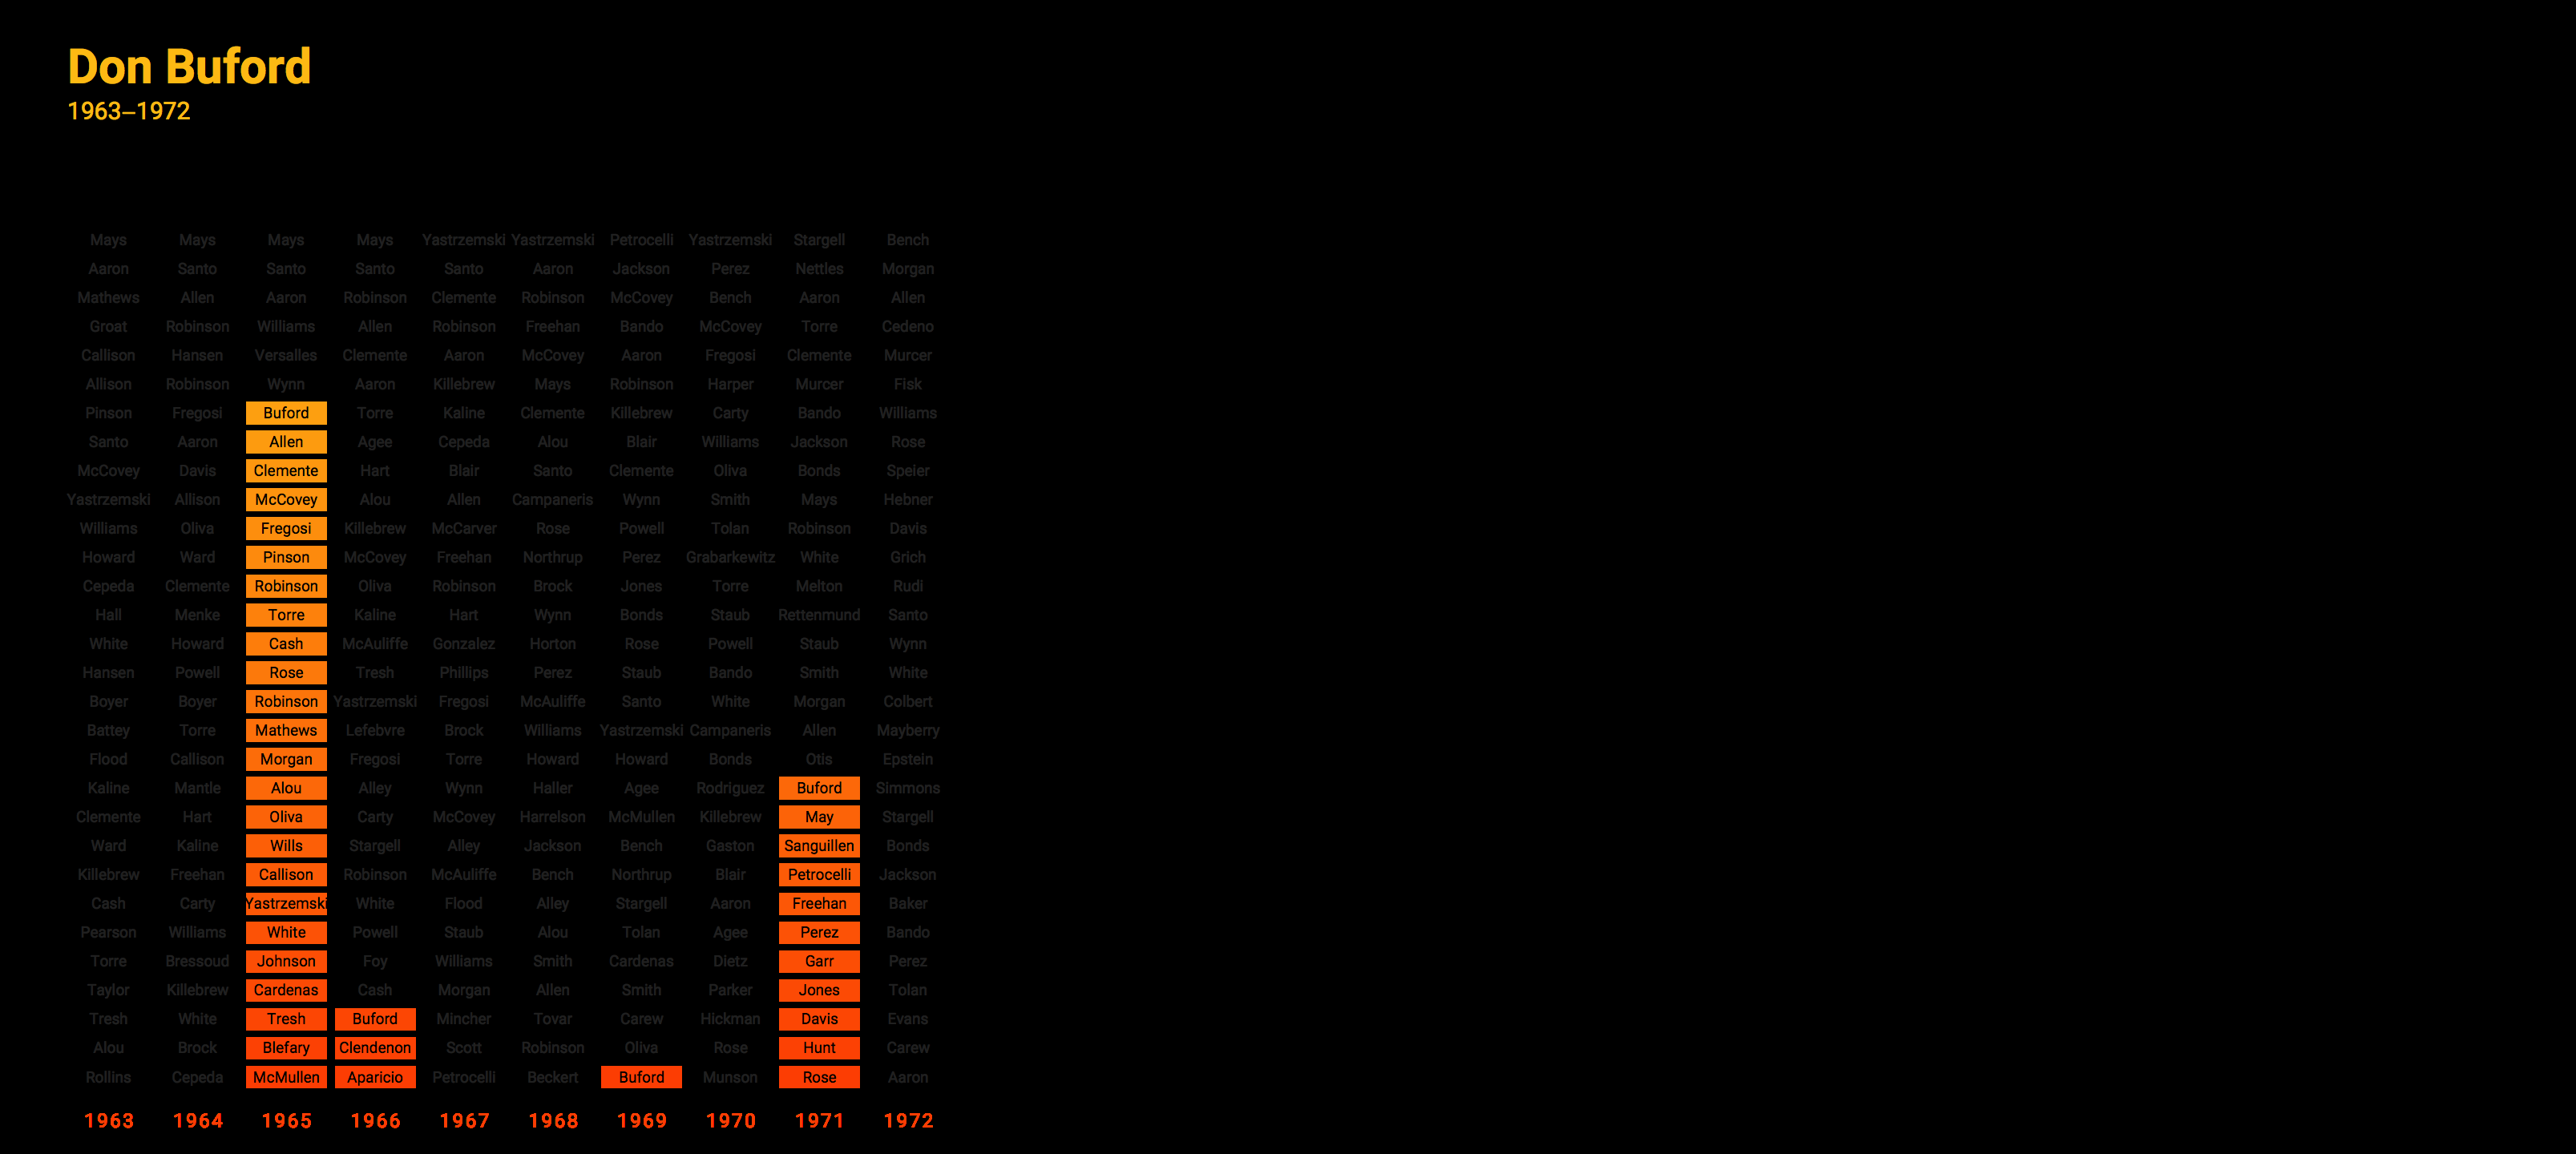 Don Buford
1963–1972
Mays Mays Mays Mays Yastrzemski Yastrzemski Petrocelli Yastrzemski Stargell Bench
Aaron Santo Santo Santo Santo Aaron Jackson Perez Nettles Morgan
Mathews Allen Aaron Robinson Clemente Robinson McCovey Bench Aaron Allen
Groat Robinson Williams Allen Robinson Freehan Bando McCovey Torre Cedeno
Callison Hansen Versalles Clemente Aaron McCovey Aaron Fregosi Clemente Murcer
Allison Robinson Wynn Aaron Killebrew Mays Robinson Harper Murcer Fisk
Pinson Fregosi Buford Torre Kaline Clemente Killebrew Carty Bando Williams
Santo Aaron Allen Agee Cepeda Alou Blair Williams Jackson Rose
McCovey Davis Clemente Hart Blair Santo Clemente Oliva Bonds Speier
Yastrzemski Allison McCovey Alou Allen Campaneris Wynn Smith Mays Hebner
Williams Oliva Fregosi Killebrew McCarver Rose Powell Tolan Robinson Davis
Howard Ward Pinson McCovey Freehan Northrup Perez Grabarkewitz White Grich
Cepeda Clemente Robinson Oliva Robinson Brock Jones Torre Melton Rudi
Hall Menke Torre Kaline Hart Wynn Bonds Staub Rettenmund Santo
White Howard Cash McAuliffe Gonzalez Horton Rose Powell Staub Wynn
Hansen Powell Rose Tresh Phillips Perez Staub Bando Smith White
Boyer Boyer Robinson Yastrzemski Fregosi McAuliffe Santo White Morgan Colbert
Battey Torre Mathews Lefebvre Brock Williams Yastrzemski Campaneris Allen Mayberry
Flood Callison Morgan Fregosi Torre Howard Howard Bonds Otis Epstein
Kaline Mantle Alou Alley Wynn Haller Agee Rodriguez Buford Simmons
Clemente Hart Oliva Carty McCovey Harrelson McMullen Killebrew May Stargell
Ward Kaline Wills Stargell Alley Jackson Bench Gaston Sanguillen Bonds
Killebrew Freehan Callison Robinson McAuliffe Bench Northrup Blair Petrocelli Jackson
Cash Carty Yastrzemski White Flood Alley Stargell Aaron Freehan Baker
Pearson Williams White Powell Staub Alou Tolan Agee Perez Bando
Torre Bressoud Johnson Foy Williams Smith Cardenas Dietz Garr Perez
Taylor Killebrew Cardenas Cash Morgan Allen Smith Parker Jones Tolan
Tresh White Tresh Buford Mincher Tovar Carew Hickman Davis Evans
Alou Brock Blefary Clendenon Scott Robinson Oliva Rose Hunt Carew
Rollins Cepeda McMullen Aparicio Petrocelli Beckert Buford Munson Rose Aaron
1963 1964 1965 1966 1967 1968 1969 1970 1971 1972